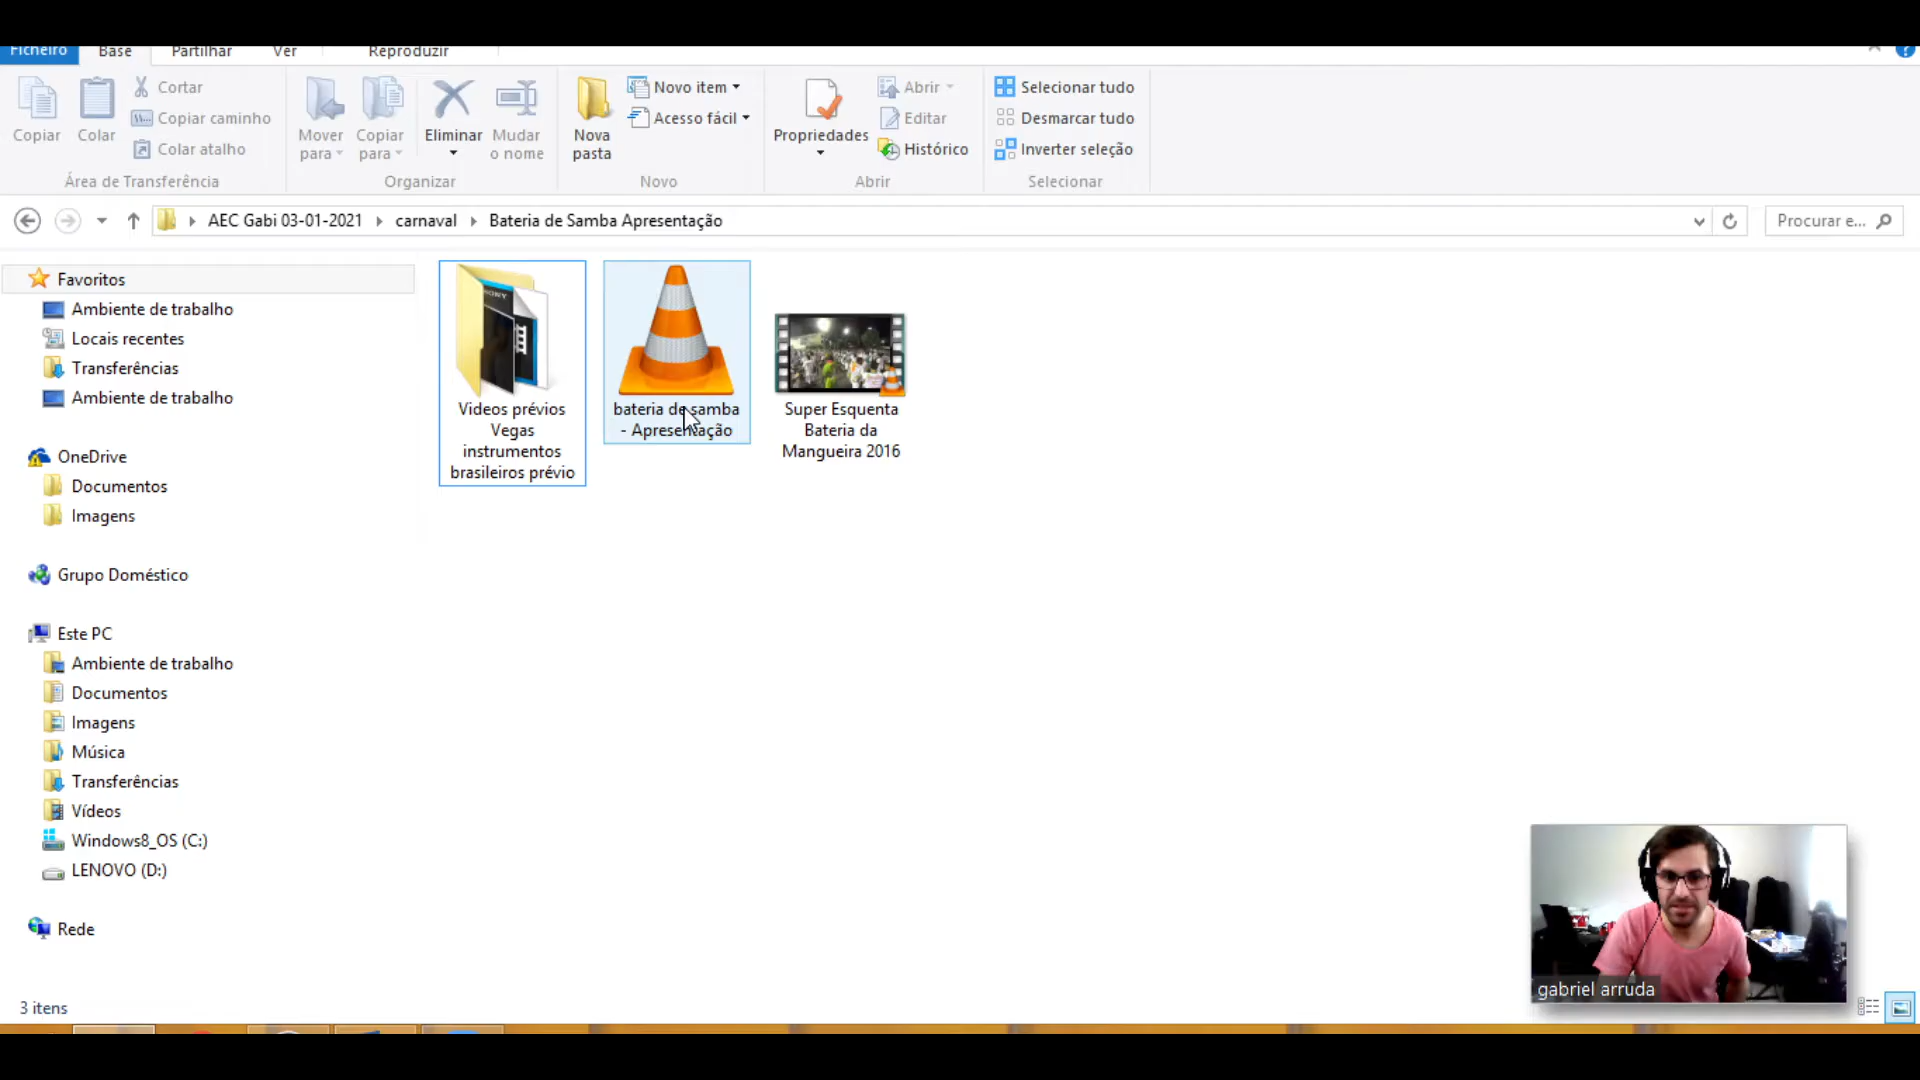 Ficheiro Base Partilhar Ver Reproduzir
Copiar
Colar
Cortar
Copiar caminho
Colar atalho
Área de Transferência
Mover
para
Copiar
para
Eliminar
Mudar
o nome
Organizar
Nova
pasta
Novo item
Acesso fácil
Novo
Propriedades
Abrir
Editar
Histórico
Abrir
Selecionar tudo
Desmarcar tudo
Inverter seleção
Selecionar
AEC Gabi 03-01-2021 carnaval Bateria de Samba Apresentação
Procurar e...
Favoritos
Ambiente de trabalho
Locais recentes
Transferências
Ambiente de trabalho
OneDrive
Documentos
Imagens
Grupo Doméstico
Este PC
Ambiente de trabalho
Documentos
Imagens
Música
Transferências
Vídeos
Windows8_OS (C:)
LENOVO (D:)
Rede
SONY
Videos prévios
Vegas
instrumentos
brasileiros prévio
bateria de samba
- Apresentação
Super Esquenta
Bateria da
Mangueira 2016
gabriel arruda
3 itens